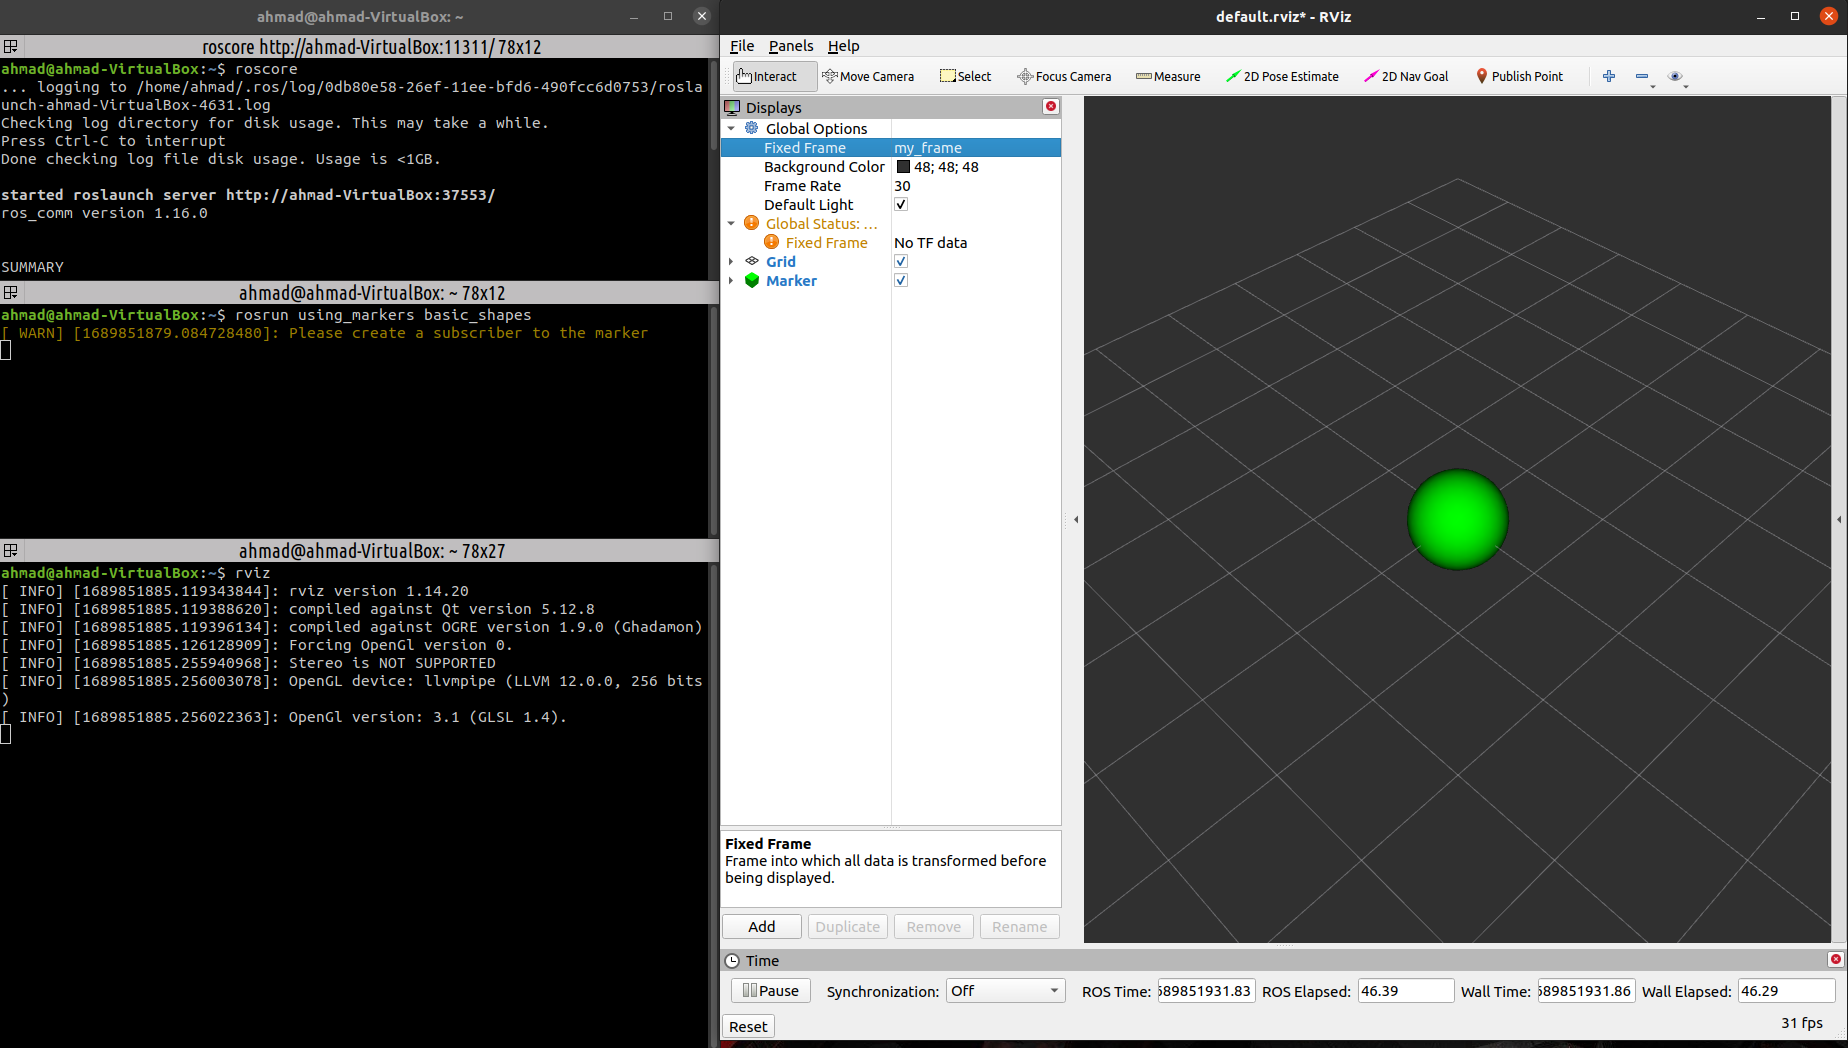 ahmad@ahmad-VirtualBox: ~
roscore http://ahmad-VirtualBox:11311/ 78x12
ahmad@ahmad-VirtualBox:~$ roscore
... logging to /home/ahmad/.ros/log/0db80e58-26ef-11ee-bfd6-490fcc6d0753/rosla
unch-ahmad-VirtualBox-4631.log
Checking log directory for disk usage. This may take a while.
Press Ctrl-C to interrupt
Done checking log file disk usage. Usage is <1GB.
started roslaunch server http://ahmad-VirtualBox:37553/
ros_comm version 1.16.0
SUMMARY
ahmad@ahmad-VirtualBox: ~ 78x12
ahmad@ahmad-VirtualBox:~$ rosrun using_markers basic_shapes
[ WARN] [1689851879.084728480]: Please create a subscriber to the marker
ahmad@ahmad-VirtualBox: ~ 78x27
ahmad@ahmad-VirtualBox:~$ rviz
[ INFO] [1689851885.119343844]: rviz version 1.14.20
[ INFO] [1689851885.119388620]: compiled against Qt version 5.12.8
[ INFO] [1689851885.119396134]: compiled against OGRE version 1.9.0 (Ghadamon)
[ INFO] [1689851885.126128909]: Forcing OpenGl version 0.
[ INFO] [1689851885.255940968]: Stereo is NOT SUPPORTED
[ INFO] [1689851885.256003078]: OpenGL device: llvmpipe (LLVM 12.0.0, 256 bits
)
[ INFO] [1689851885.256022363]: OpenGl version: 3.1 (GLSL 1.4).
default.rviz* - RViz
File Panels Help
Interact Move Camera Select Focus Camera Measure 2D Pose Estimate 2D Nav Goal Publish Point
Displays
Global Options
Fixed Frame my_frame
Background Color 48; 48; 48
Frame Rate 30
Default Light
Global Status: ...
Fixed Frame No TF data
Grid
Marker
Fixed Frame
Frame into which all data is transformed before
being displayed.
Add Duplicate Remove Rename
Time
Pause Synchronization: Off ROS Time: 689851931.83 ROS Elapsed: 46.39 Wall Time: 689851931.86 Wall Elapsed: 46.29
Reset 31 fps